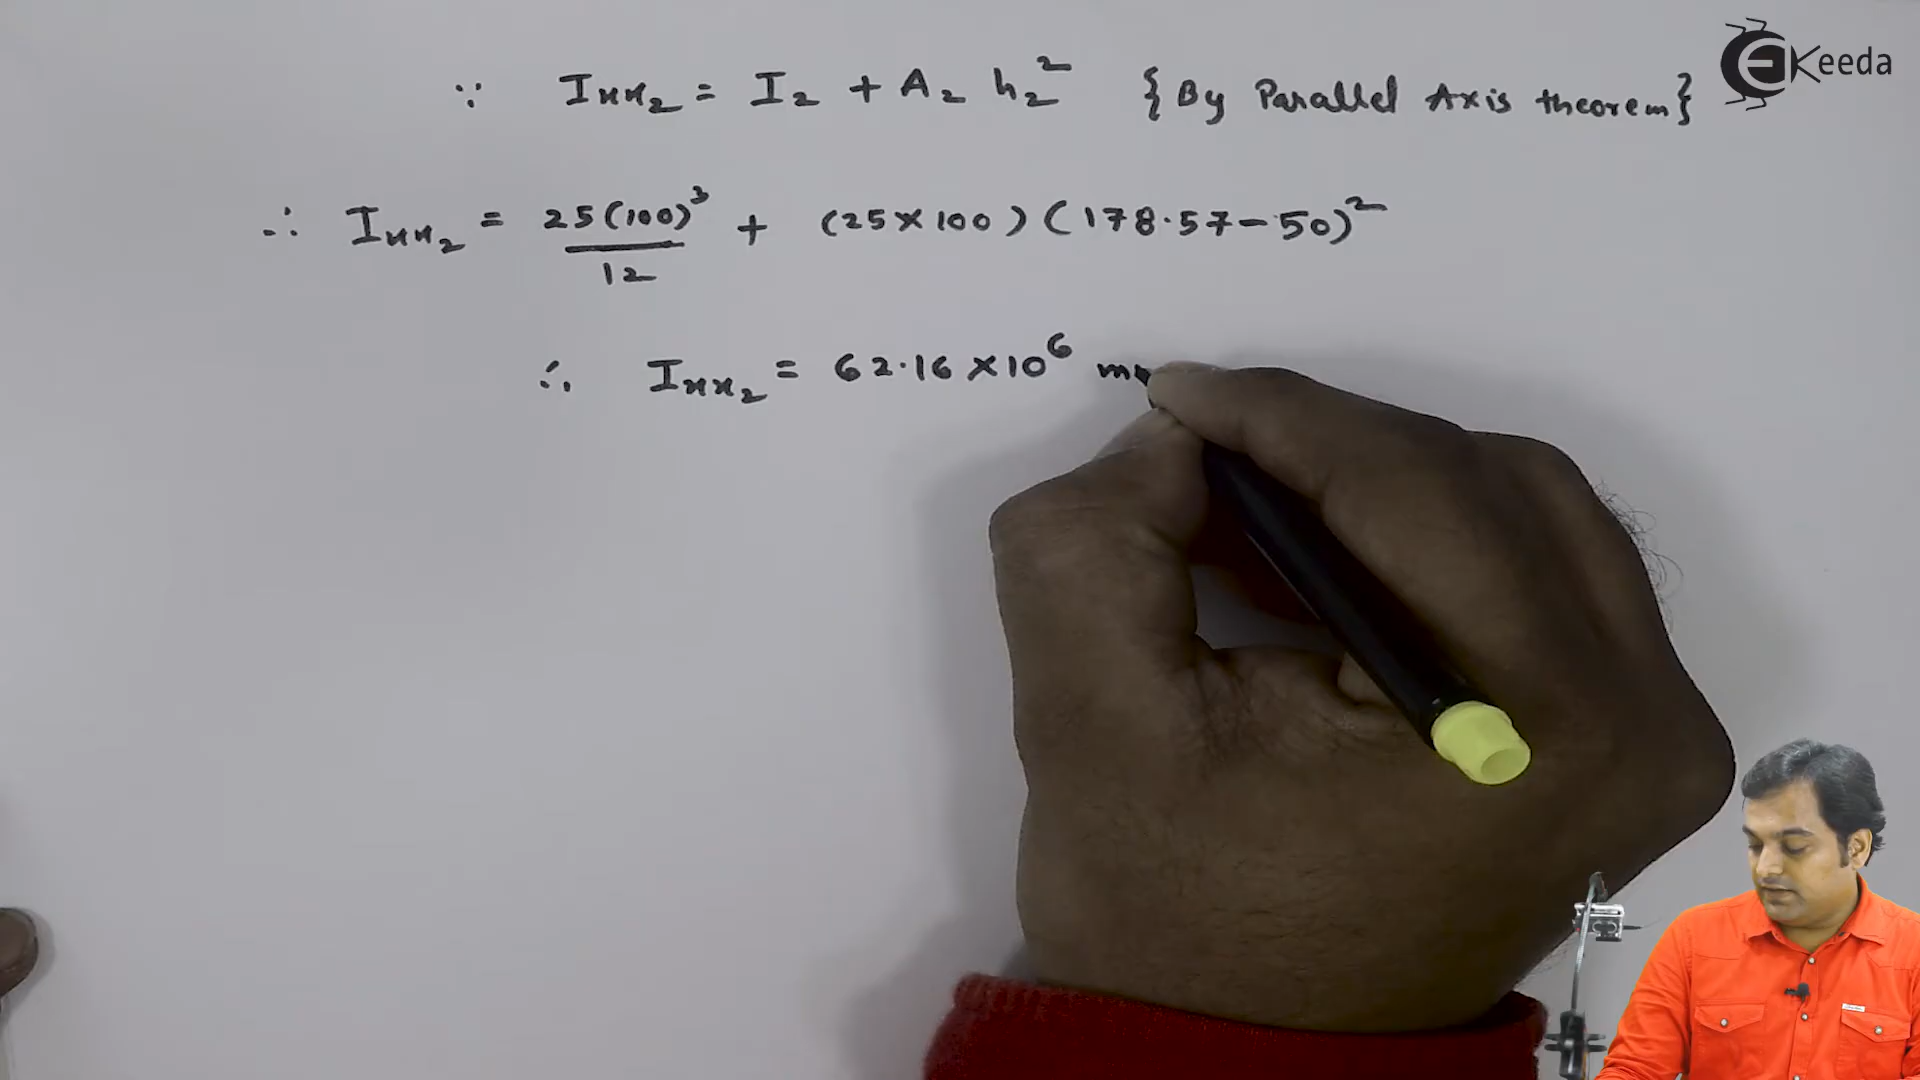 EKeeda
∵ Ixx₂ = I₂ + A₂ h₂² {By Parallel Axis theorem}
∴ Ixx₂ = 25(100)³/12 + (25×100)(178.57-50)²
∴ Ixx₂ = 62.16×10⁶